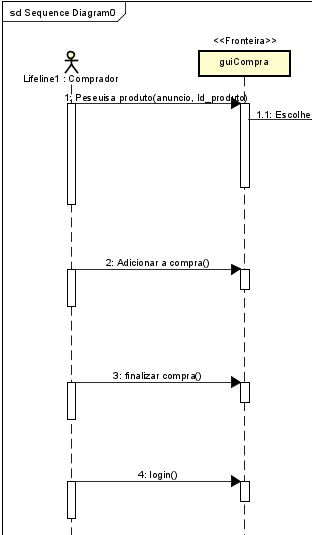 sd Sequence Diagram0
<<Fronteira>>
guiCompra
Lifeline1 : Comprador
1: Peseuisa produto(anuncio, Id_produto)
1.1: Escolhe
2: Adicionar a compra()
3: finalizar compra()
4: login()